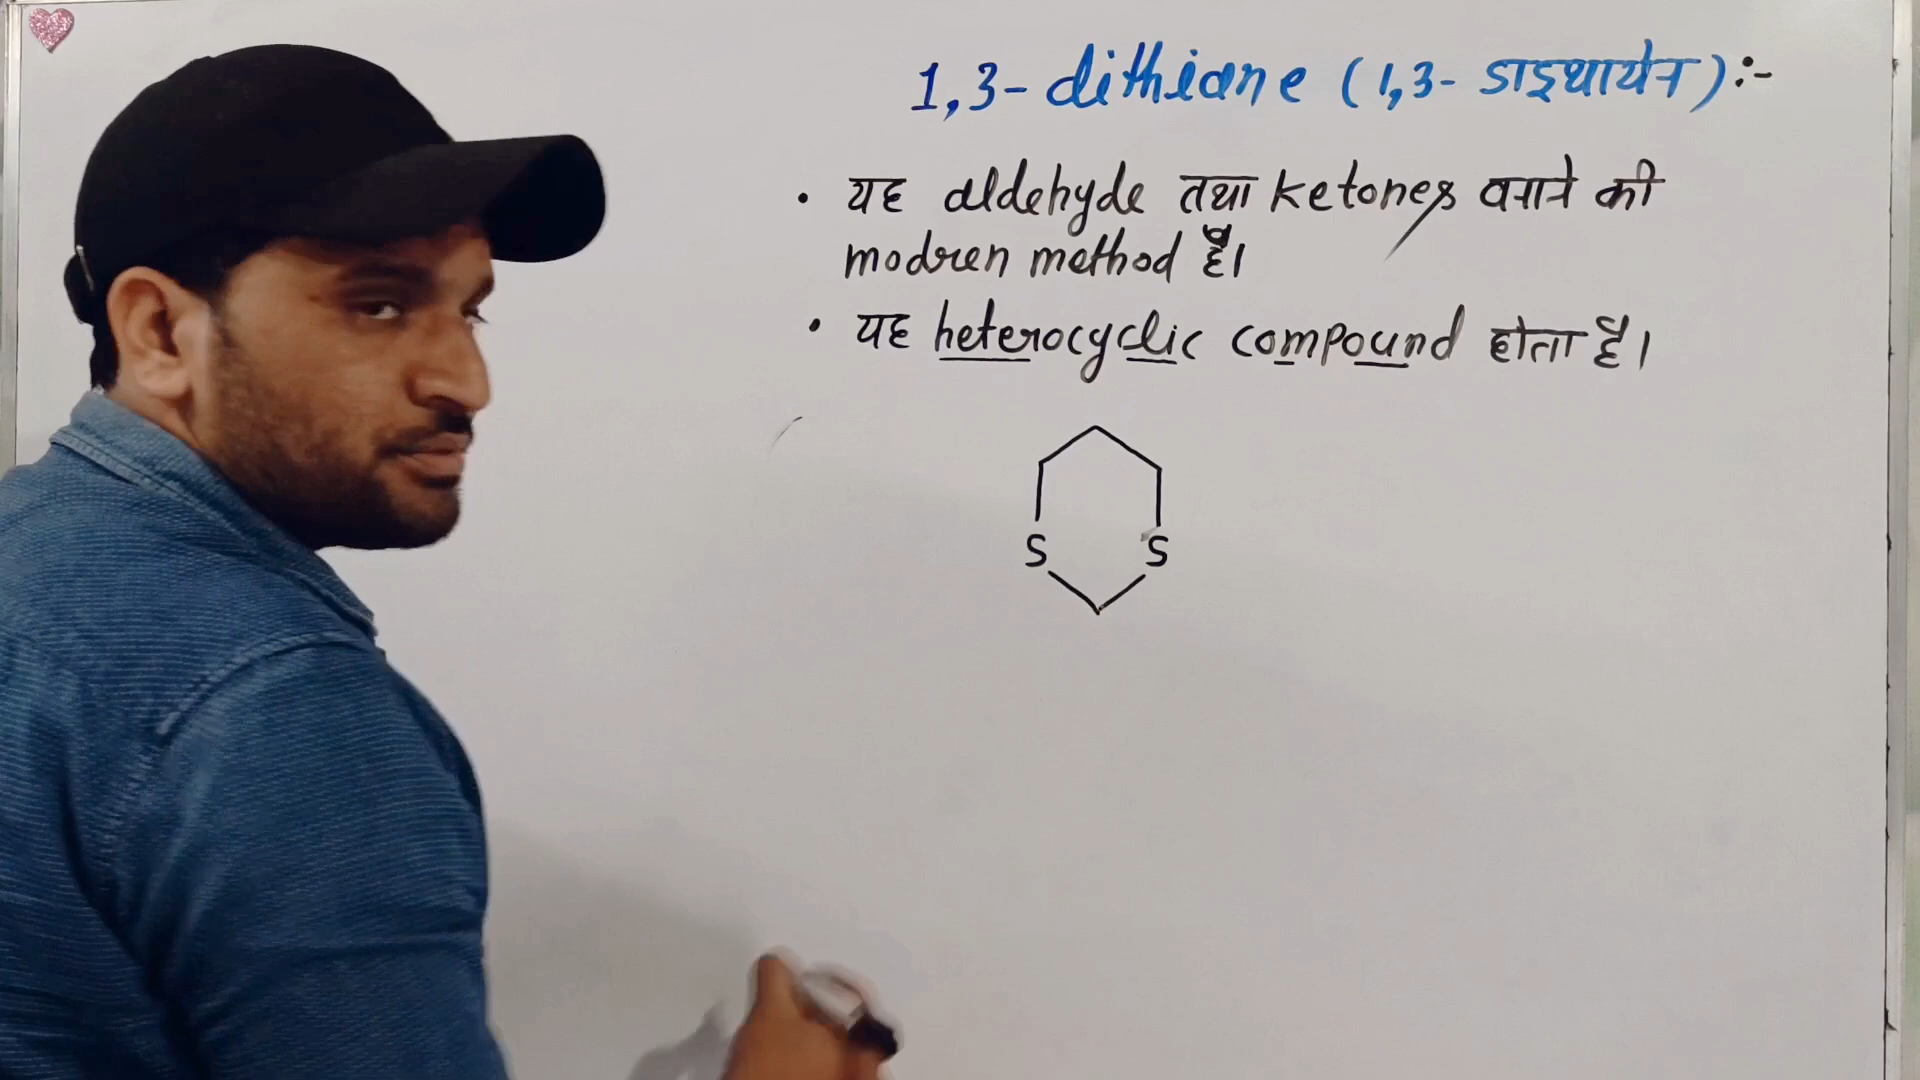 1,3- dithiane (1,3- डाइथायेन):-
• यह aldehyde तथा ketones बनाने की
modren method है।
• यह heterocyclic compound होता है।
S S